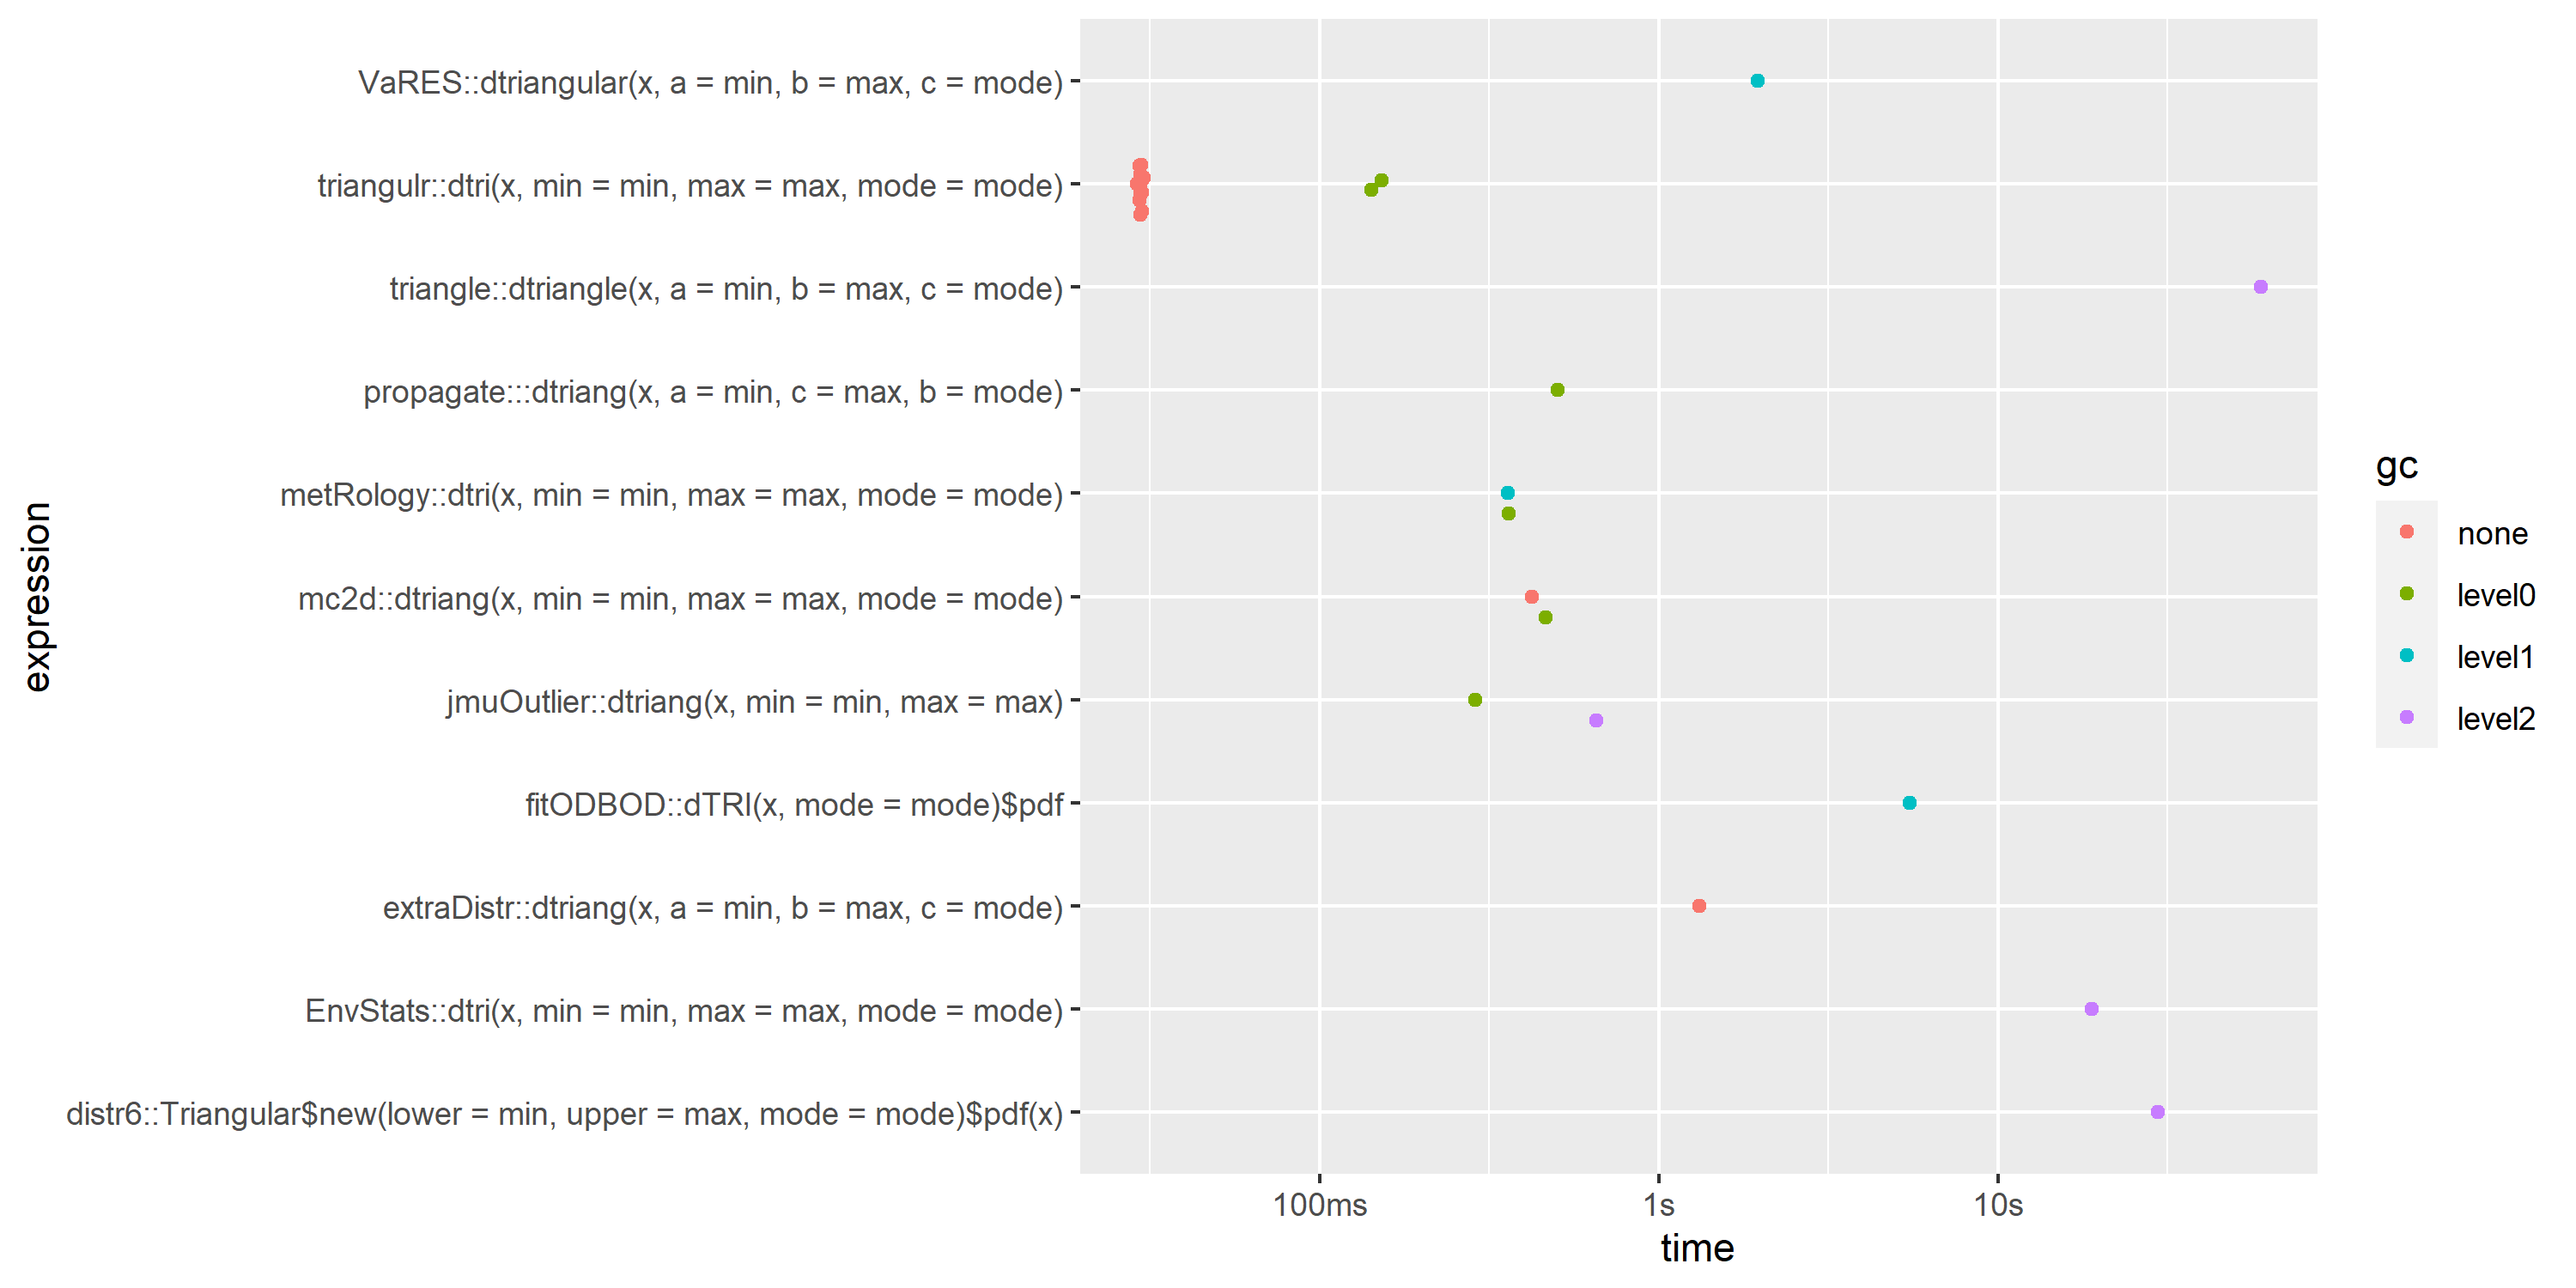 VaRES::dtriangular(x, a = min, b = max, c = mode)
triangulr::dtri(x, min = min, max = max, mode = mode)
triangle::dtriangle(x, a = min, b = max, c = mode)
propagate:::dtriang(x, a = min, c = max, b = mode)
metRology::dtri(x, min = min, max = max, mode = mode)
mc2d::dtriang(x, min = min, max = max, mode = mode)
jmuOutlier::dtriang(x, min = min, max = max)
fitODBOD::dTRI(x, mode = mode)$pdf
extraDistr::dtriang(x, a = min, b = max, c = mode)
EnvStats::dtri(x, min = min, max = max, mode = mode)
distr6::Triangular$new(lower = min, upper = max, mode = mode)$pdf(x)
expression
100ms 1s 10s
time
gc
none
level0
level1
level2